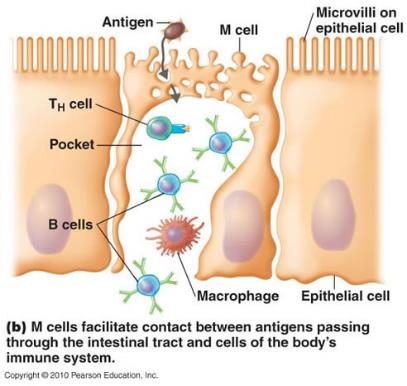 Antigen
M cell
Microvilli on
epithelial cell
T_H cell
Pocket
B cells
Macrophage
Epithelial cell
(b) M cells facilitate contact between antigens passing
through the intestinal tract and cells of the body's
immune system.
Copyright © 2010 Pearson Education, Inc.